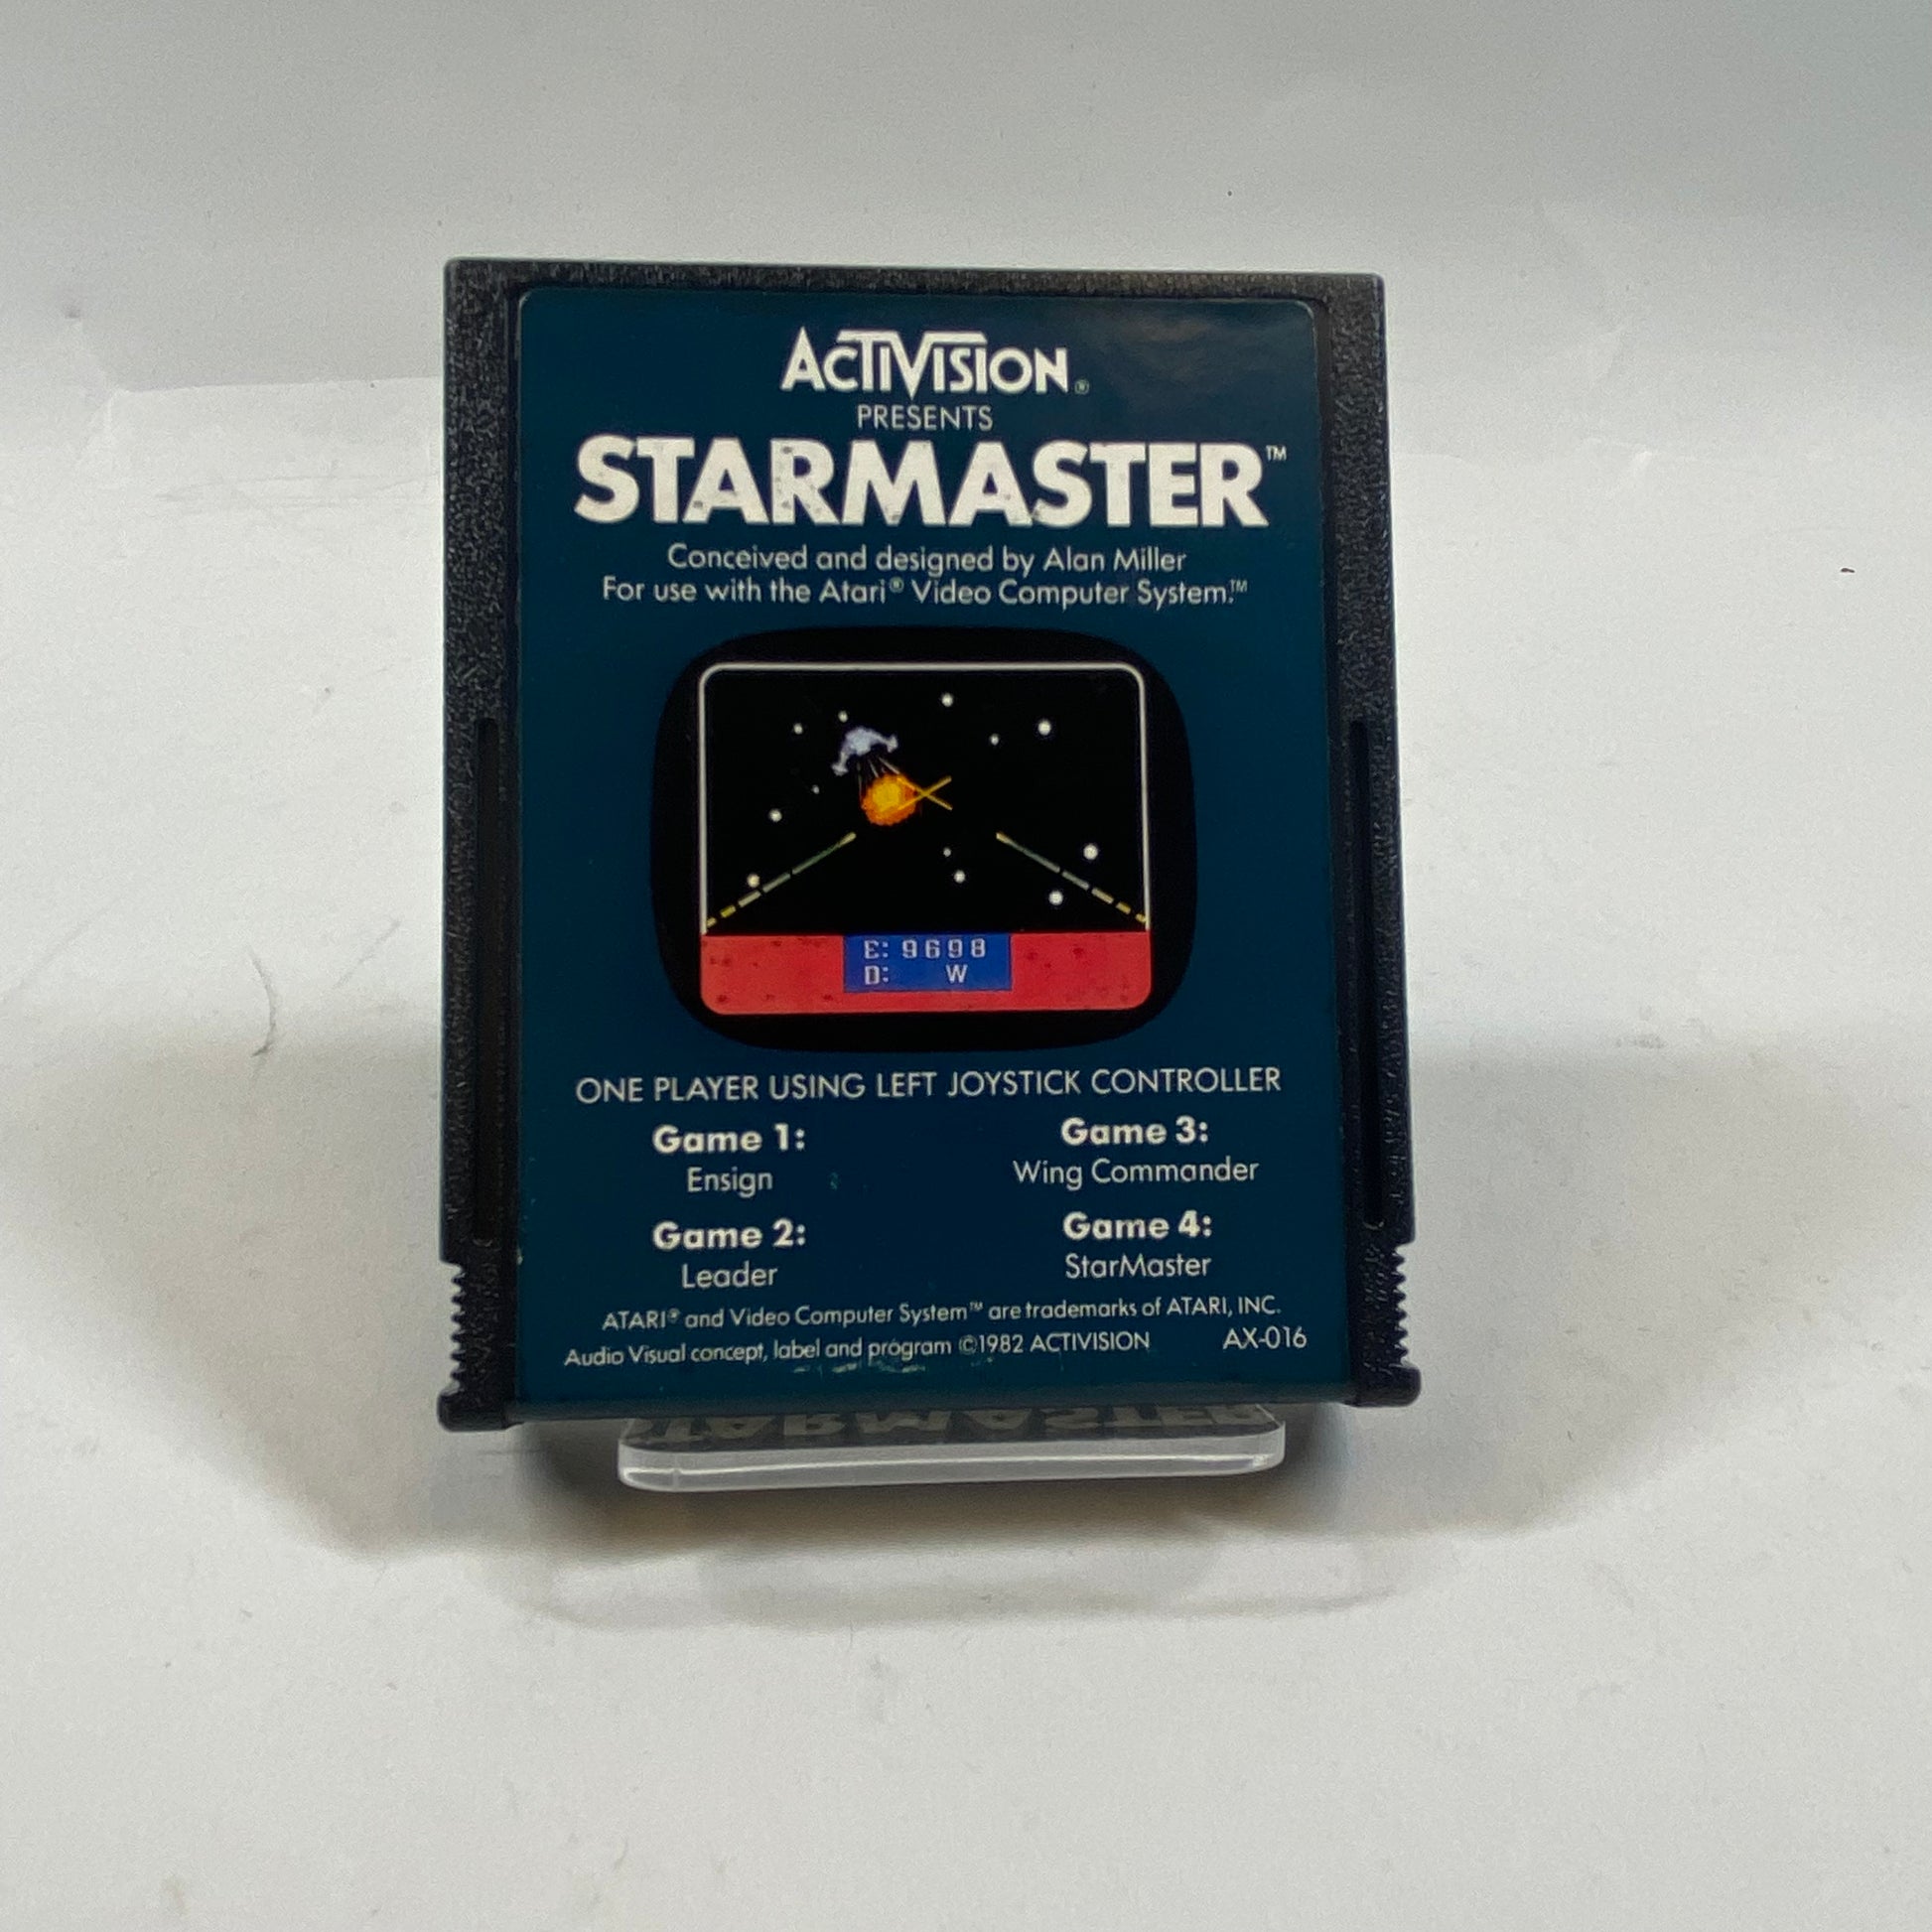 ACTIVISION®
PRESENTS
STARMASTER™
Conceived and designed by Alan Miller
For use with the Atari® Video Computer System.™
E: 9698
D: W
ONE PLAYER USING LEFT JOYSTICK CONTROLLER
Game 1:
Ensign
Game 2:
Leader
Game 3:
Wing Commander
Game 4:
StarMaster
ATARI® and Video Computer System™ are trademarks of ATARI, INC.
Audio Visual concept, label and program ©1982 ACTIVISION AX-016
STARMASTER